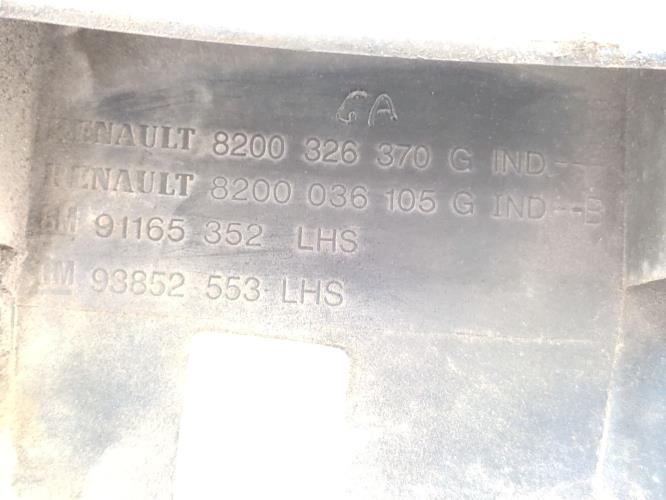 GA
RENAULT 8200 326 370 G IND.--
RENAULT 8200 036 105 G IND.--B
GM 91165 352 LHS
GM 93852 553 LHS